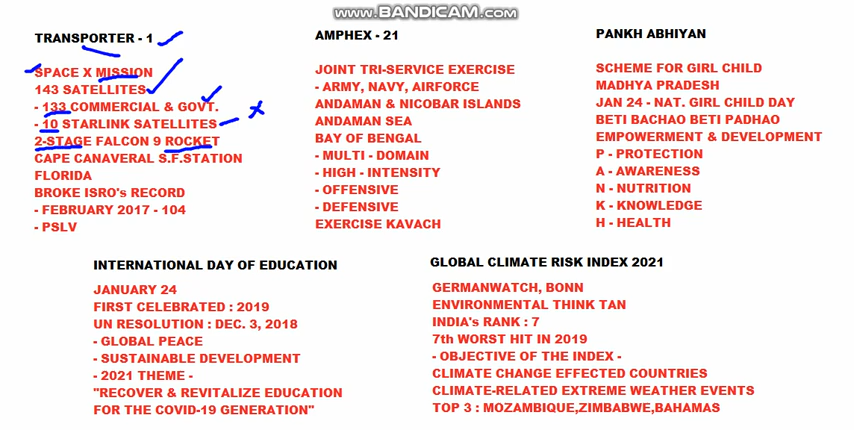 www.BANDICAM.com
TRANSPORTER - 1
SPACE X MISSION
143 SATELLITES
- 133 COMMERCIAL & GOVT.
- 10 STARLINK SATELLITES
2-STAGE FALCON 9 ROCKET
CAPE CANAVERAL S.F.STATION
FLORIDA
BROKE ISRO's RECORD
- FEBRUARY 2017 - 104
- PSLV
AMPHEX - 21
JOINT TRI-SERVICE EXERCISE
- ARMY, NAVY, AIRFORCE
ANDAMAN & NICOBAR ISLANDS
ANDAMAN SEA
BAY OF BENGAL
- MULTI - DOMAIN
- HIGH - INTENSITY
- OFFENSIVE
- DEFENSIVE
EXERCISE KAVACH
PANKH ABHIYAN
SCHEME FOR GIRL CHILD
MADHYA PRADESH
JAN 24 - NAT. GIRL CHILD DAY
BETI BACHAO BETI PADHAO
EMPOWERMENT & DEVELOPMENT
P - PROTECTION
A - AWARENESS
N - NUTRITION
K - KNOWLEDGE
H - HEALTH
INTERNATIONAL DAY OF EDUCATION
JANUARY 24
FIRST CELEBRATED : 2019
UN RESOLUTION : DEC. 3, 2018
- GLOBAL PEACE
- SUSTAINABLE DEVELOPMENT
- 2021 THEME -
"RECOVER & REVITALIZE EDUCATION
FOR THE COVID-19 GENERATION"
GLOBAL CLIMATE RISK INDEX 2021
GERMANWATCH, BONN
ENVIRONMENTAL THINK TAN
INDIA's RANK : 7
7th WORST HIT IN 2019
- OBJECTIVE OF THE INDEX -
CLIMATE CHANGE EFFECTED COUNTRIES
CLIMATE-RELATED EXTREME WEATHER EVENTS
TOP 3 : MOZAMBIQUE,ZIMBABWE,BAHAMAS